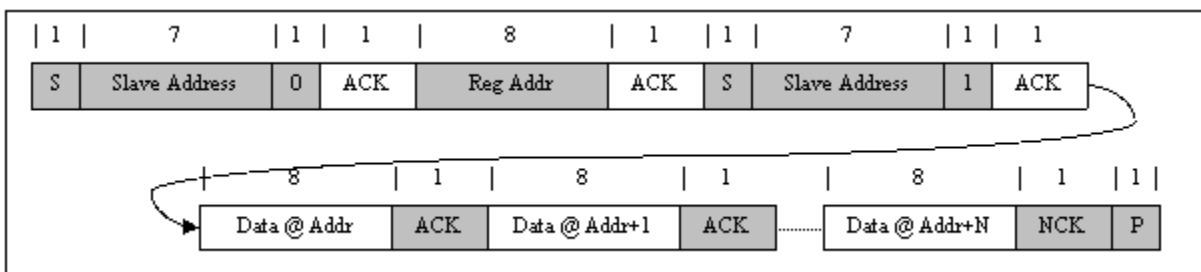 | 1 | 7 | 1 | 1 | 8 | 1 | 1 | 7 | 1 | 1
S Slave Address 0 ACK Reg Addr ACK S Slave Address 1 ACK
| 8 | 1 | 8 | 1 | 8 | 1 | 1 |
Data @ Addr ACK Data @ Addr+1 ACK ........... Data @ Addr+N NCK P